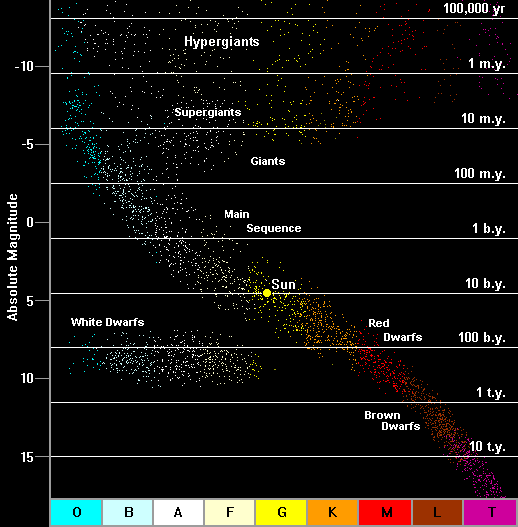 100,000 yr
Hypergiants
-10
1 m.y.
Supergiants
10 m.y.
-5
Giants
100 m.y.
Main
Sequence
0
1 b.y.
Absolute Magnitude
Sun
10 b.y.
5
White Dwarfs
Red
Dwarfs
100 b.y.
10
1 t.y.
Brown
Dwarfs
10 t.y.
15
O B A F G K M L T